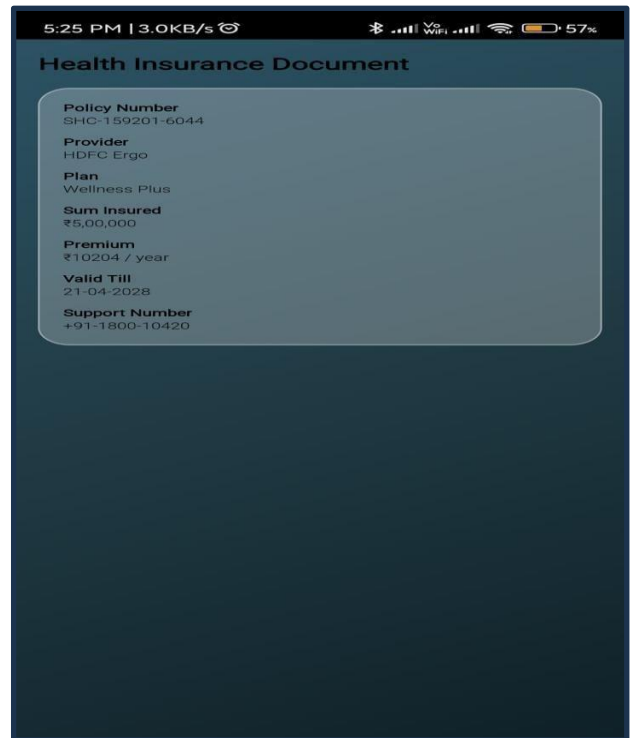 5:25 PM | 3.0KB/s Vo WiFi 57%
Health Insurance Document
Policy Number
SHC-159201-6044
Provider
HDFC Ergo
Plan
Wellness Plus
Sum Insured
₹5,00,000
Premium
₹10204 / year
Valid Till
21-04-2028
Support Number
+91-1800-10420